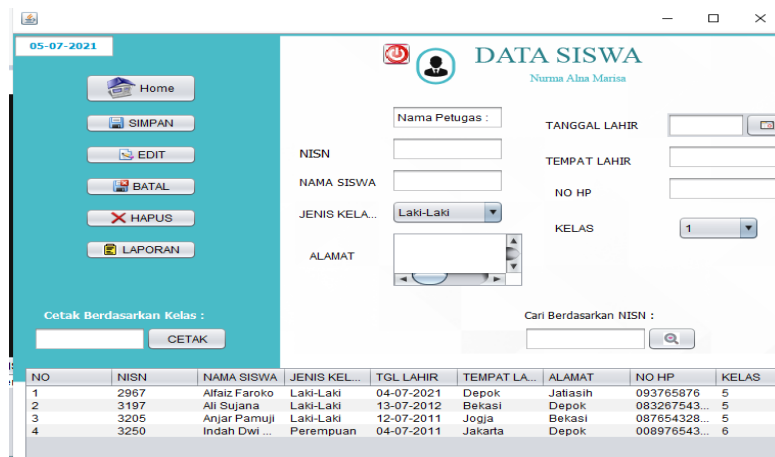 05-07-2021
DATA SISWA
Nurma Alna Marisa
Home
SIMPAN
EDIT
BATAL
HAPUS
LAPORAN
Nama Petugas :
NISN
NAMA SISWA
JENIS KELA... Laki-Laki
ALAMAT
TANGGAL LAHIR
TEMPAT LAHIR
NO HP
KELAS 1
Cetak Berdasarkan Kelas :
CETAK
Cari Berdasarkan NISN :
NO NISN NAMA SISWA JENIS KEL... TGL LAHIR TEMPAT LA... ALAMAT NO HP KELAS
1 2967 Alfaiz Faroko Laki-Laki 04-07-2021 Depok Jatiasih 093765876 5
2 3197 Ali Sujana Laki-Laki 13-07-2012 Bekasi Depok 083267543... 5
3 3205 Anjar Pamuji Laki-Laki 12-07-2011 Jogja Bekasi 087654328... 5
4 3250 Indah Dwi ... Perempuan 04-07-2011 Jakarta Depok 008976543... 6